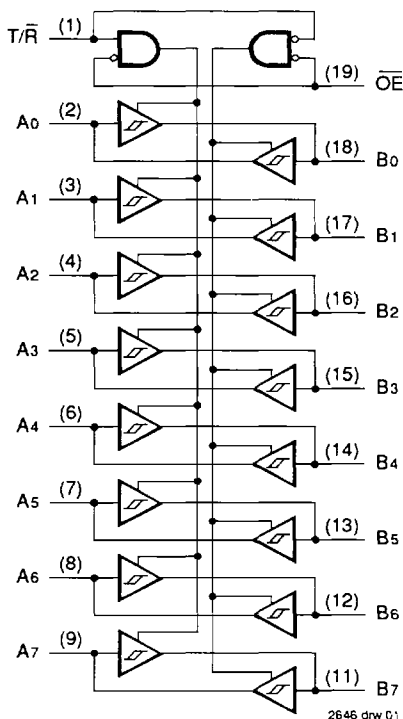 T/R̅ (1)
(19) O̅E̅
A0 (2)
(18) B0
A1 (3)
(17) B1
A2 (4)
(16) B2
A3 (5)
(15) B3
A4 (6)
(14) B4
A5 (7)
(13) B5
A6 (8)
(12) B6
A7 (9)
(11) B7
2646 drw 01